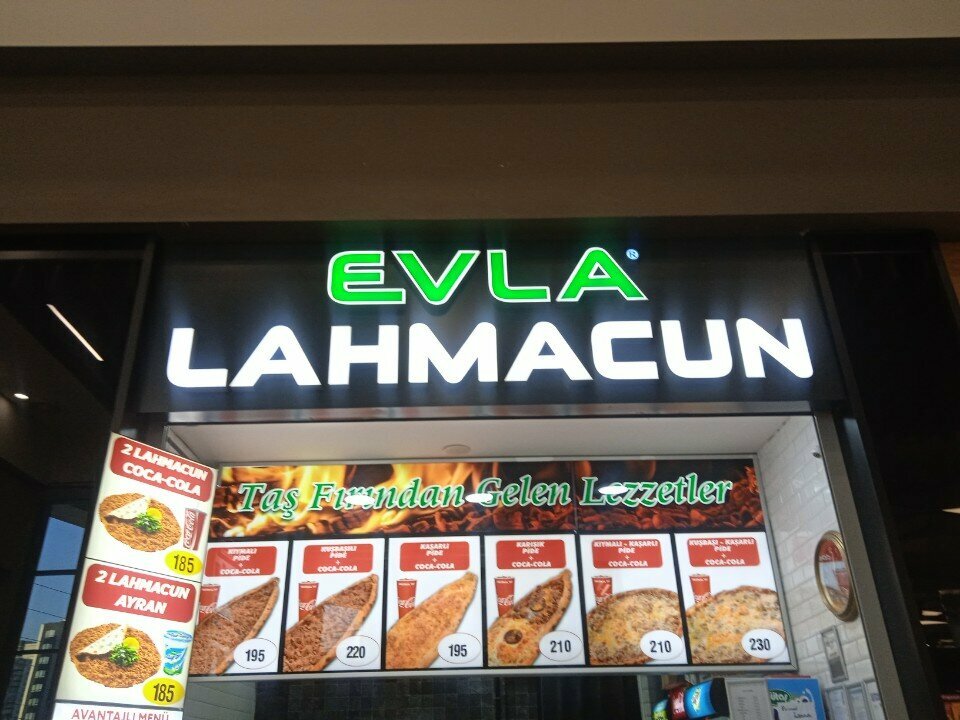 EVLA®
LAHMACUN
Taş Fırından Gelen Lezzetler
2 LAHMACUN
COCA-COLA
185
2 LAHMACUN
AYRAN
185
AVANTAJLI MENÜ
KIYMALI
PİDE
+
COCA-COLA
195
KUŞBAŞILI
PİDE
+
COCA-COLA
220
KAŞARLI
PİDE
+
COCA-COLA
195
KARIŞIK
PİDE
+
COCA-COLA
210
KIYMALI - KAŞARLI
PİDE
+
COCA-COLA
210
KUŞBAŞI - KAŞARLI
PİDE
+
COCA-COLA
230